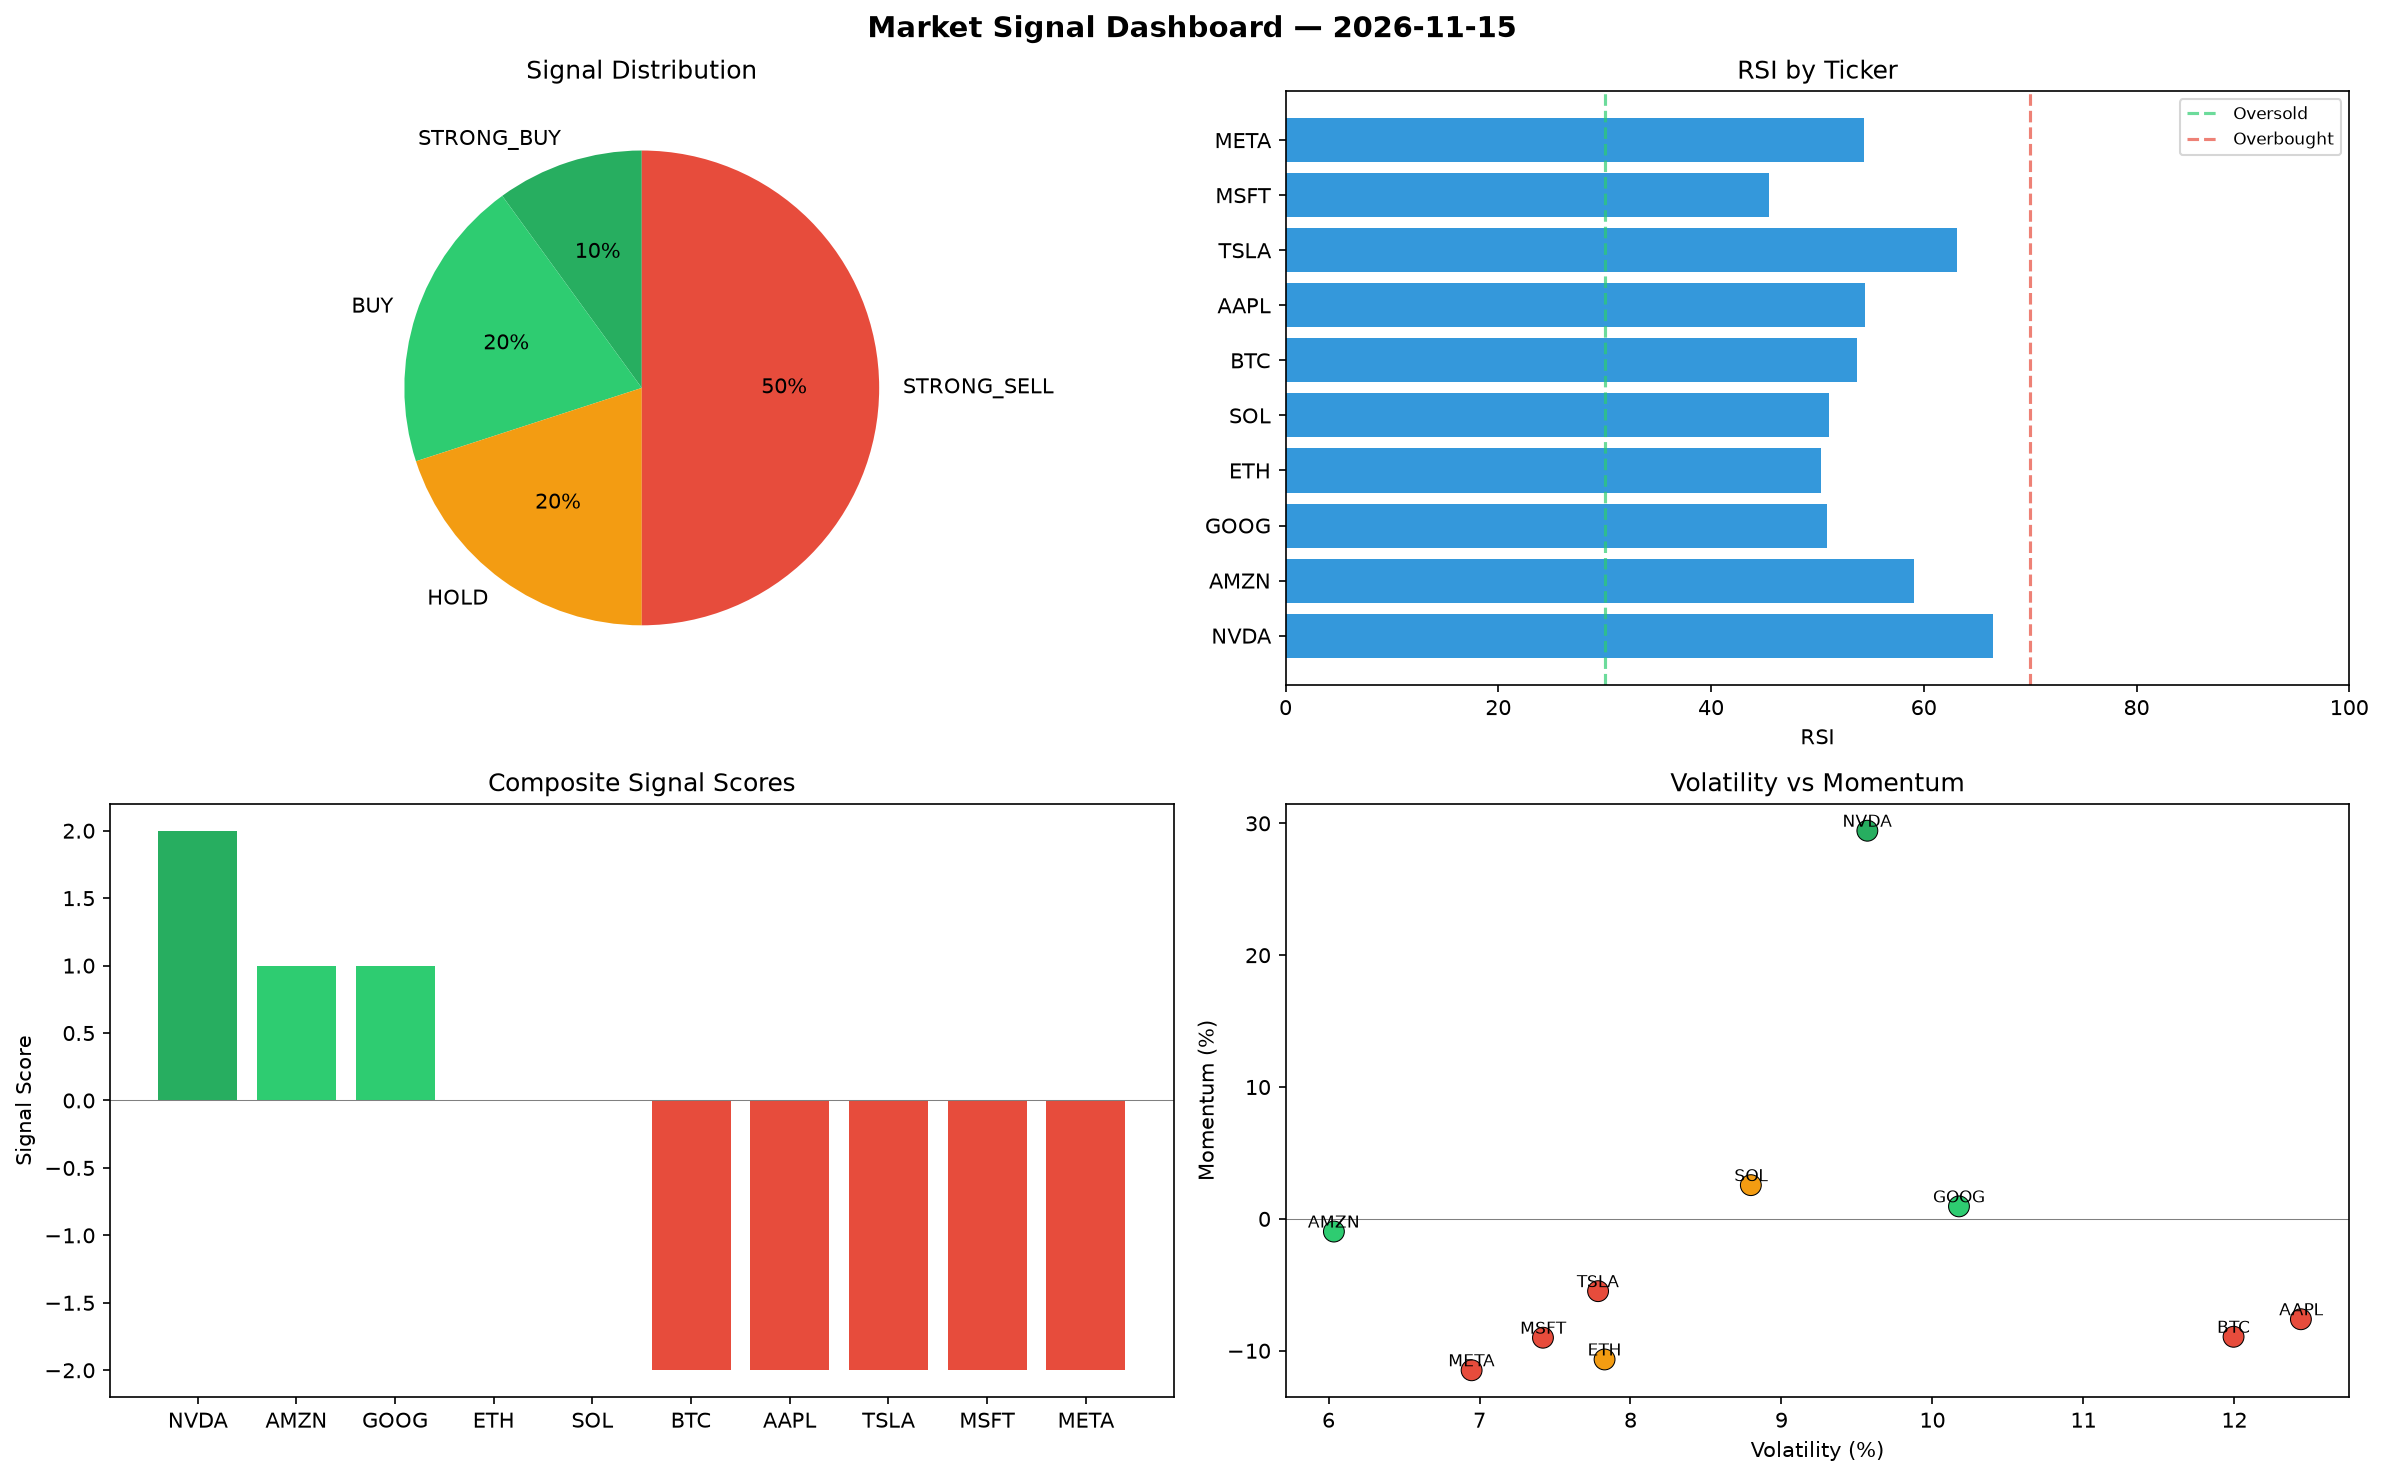 Market Signal Dashboard — 2026-11-15
Signal Distribution
STRONG_BUY
10%
BUY
20%
50%
STRONG_SELL
20%
HOLD
RSI by Ticker
Oversold
Overbought
META
MSFT
TSLA
AAPL
BTC
SOL
ETH
GOOG
AMZN
NVDA
0 20 40 60 80 100
RSI
Composite Signal Scores
Signal Score
2.0
1.5
1.0
0.5
0.0
−0.5
−1.0
−1.5
−2.0
NVDA AMZN GOOG ETH SOL BTC AAPL TSLA MSFT META
Volatility vs Momentum
Momentum (%)
30
20
10
0
−10
NVDA
SOL
GOOG
AMZN
TSLA
AAPL
MSFT
BTC
ETH
META
6 7 8 9 10 11 12
Volatility (%)